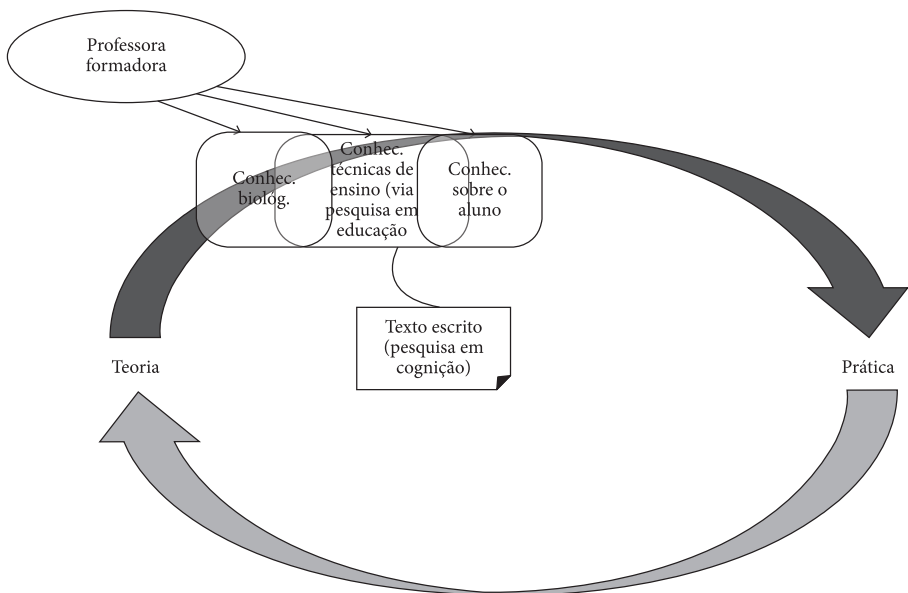 Professora
formadora
Conhec.
biológ.
Conhec.
técnicas de
ensino (via
pesquisa em
educação
Conhec.
sobre o
aluno
Texto escrito
(pesquisa em
cognição)
Teoria
Prática